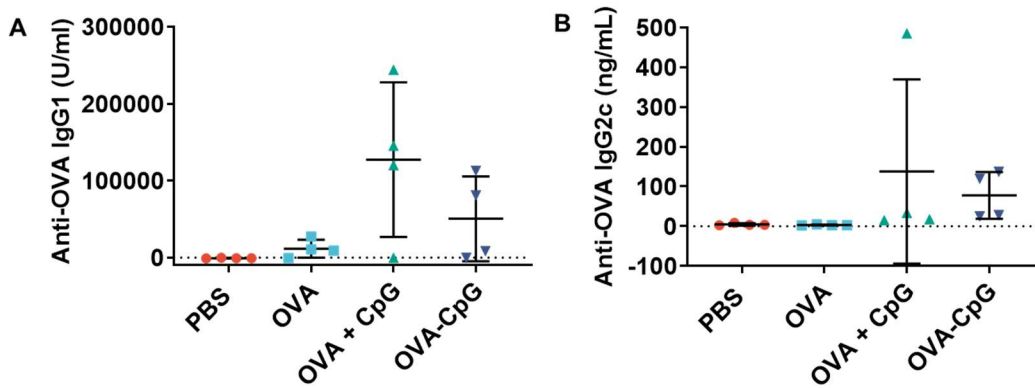 A
Anti-OVA IgG1 (U/ml)
300000
200000
100000
0
PBS
OVA
OVA + CpG
OVA-CpG
B
Anti-OVA IgG2c (ng/mL)
500
400
300
200
100
0
-100
PBS
OVA
OVA + CpG
OVA-CpG